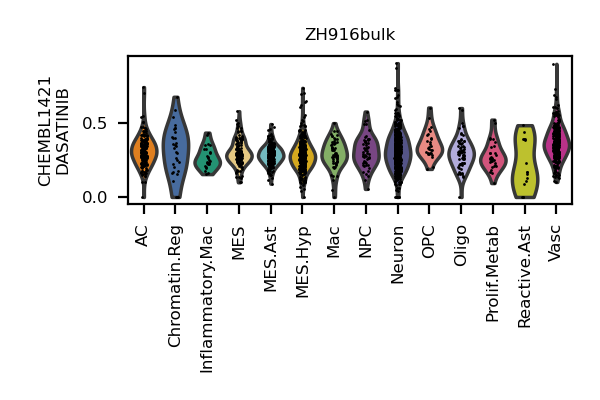 ZH916bulk
CHEMBL1421
DASATINIB
0.5
0.0
AC
Chromatin.Reg
Inflammatory.Mac
MES
MES.Ast
MES.Hyp
Mac
NPC
Neuron
OPC
Oligo
Prolif.Metab
Reactive.Ast
Vasc